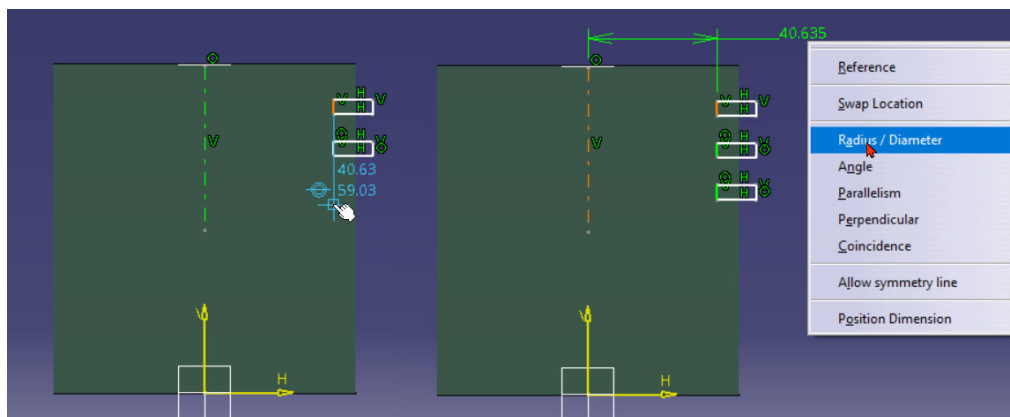 40.635
Reference
Swap Location
Radius / Diameter
Angle
Parallelism
Perpendicular
Coincidence
Allow symmetry line
Position Dimension
V H V
H
H
V
40.63
59.03
V H V
H
H
H
V
V
H
V
H